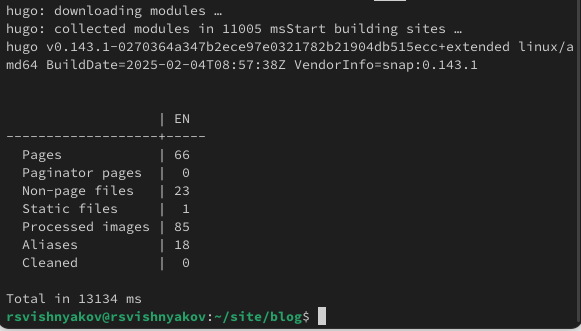 hugo: downloading modules …
hugo: collected modules in 11005 msStart building sites …
hugo v0.143.1-0270364a347b2ece97e0321782b21904db515ecc+extended linux/a
md64 BuildDate=2025-02-04T08:57:38Z VendorInfo=snap:0.143.1
| EN
-------------------+-----
Pages | 66
Paginator pages | 0
Non-page files | 23
Static files | 1
Processed images | 85
Aliases | 18
Cleaned | 0
Total in 13134 ms
rsvishnyakov@rsvishnyakov:~/site/blog$